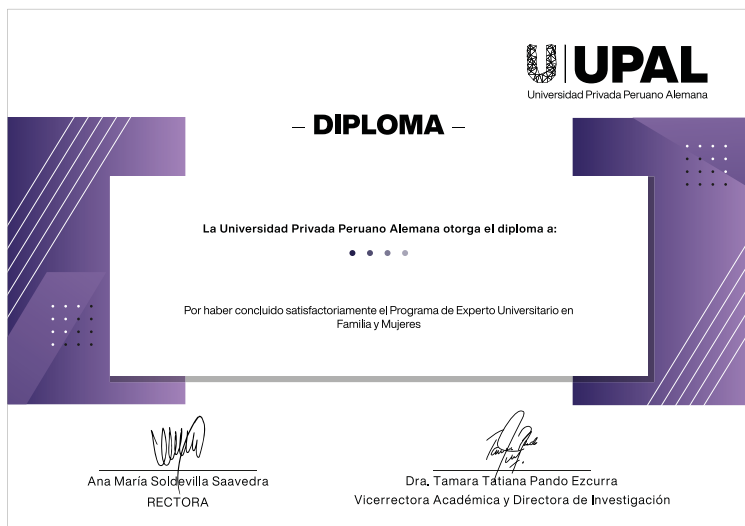 UPAL
Universidad Privada Peruano Alemana
– DIPLOMA –
La Universidad Privada Peruano Alemana otorga el diploma a:
Por haber concluido satisfactoriamente el Programa de Experto Universitario en
Familia y Mujeres
Ana María Soldevilla Saavedra
RECTORA
Dra. Tamara Tatiana Pando Ezcurra
Vicerrectora Académica y Directora de Investigación